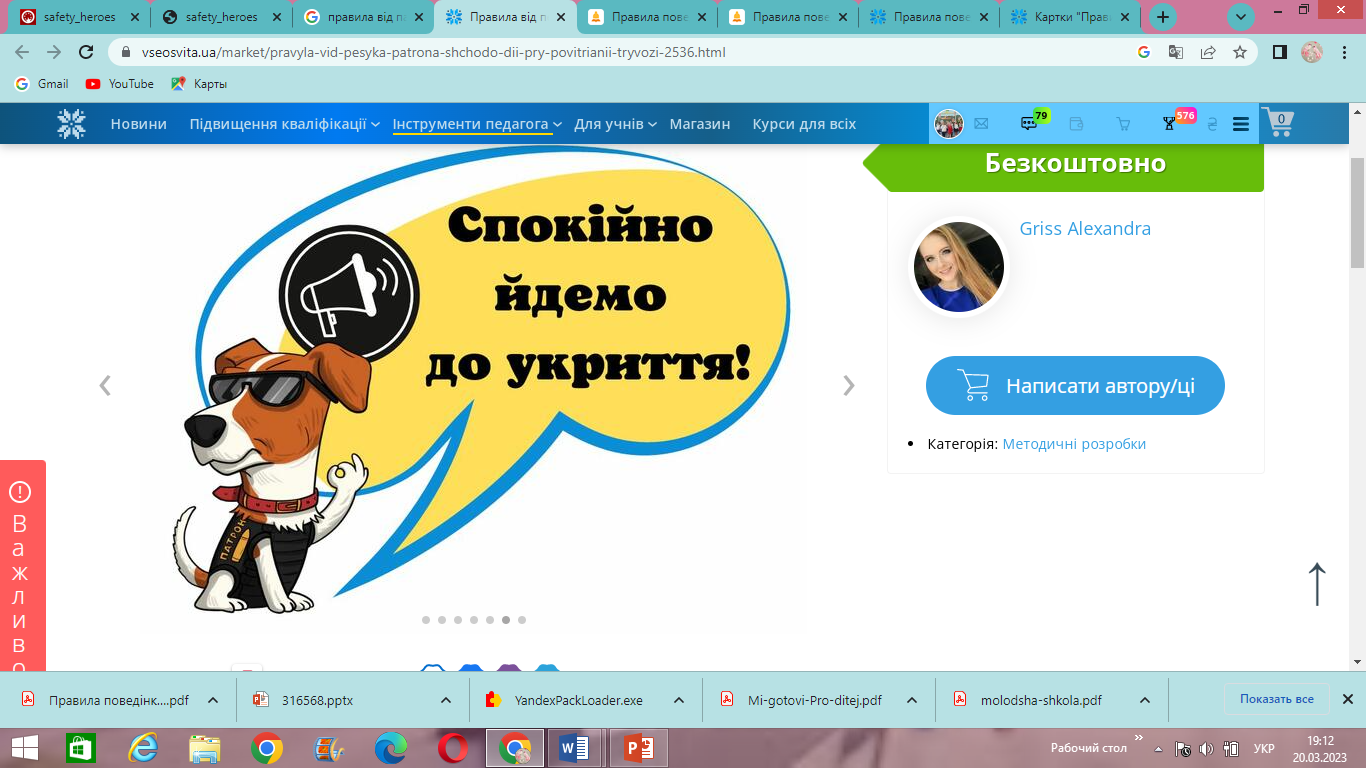 safety_heroes
safety_heroes
правила від п
Правила від п
Правила пове
Правила пове
Правила пове
Картки "Прав
vseosvita.ua/market/pravyla-vid-pesyka-patrona-shchodo-dii-pry-povitrianii-tryvozi-2536.html
Gmail
YouTube
Карты
Новини
Підвищення кваліфікації
Інструменти педагога
Для учнів
Магазин
Курси для всіх
79
576
0
Безкоштовно
Спокійно
йдемо
до укриття!
ПАТРОН
Griss Alexandra
Написати автору/ці
Категорія: Методичні розробки
Важливо
Правила поведінк....pdf
316568.pptx
YandexPackLoader.exe
Mi-gotovi-Pro-ditej.pdf
molodsha-shkola.pdf
Показать все
Рабочий стол
УКР
19:12
20.03.2023